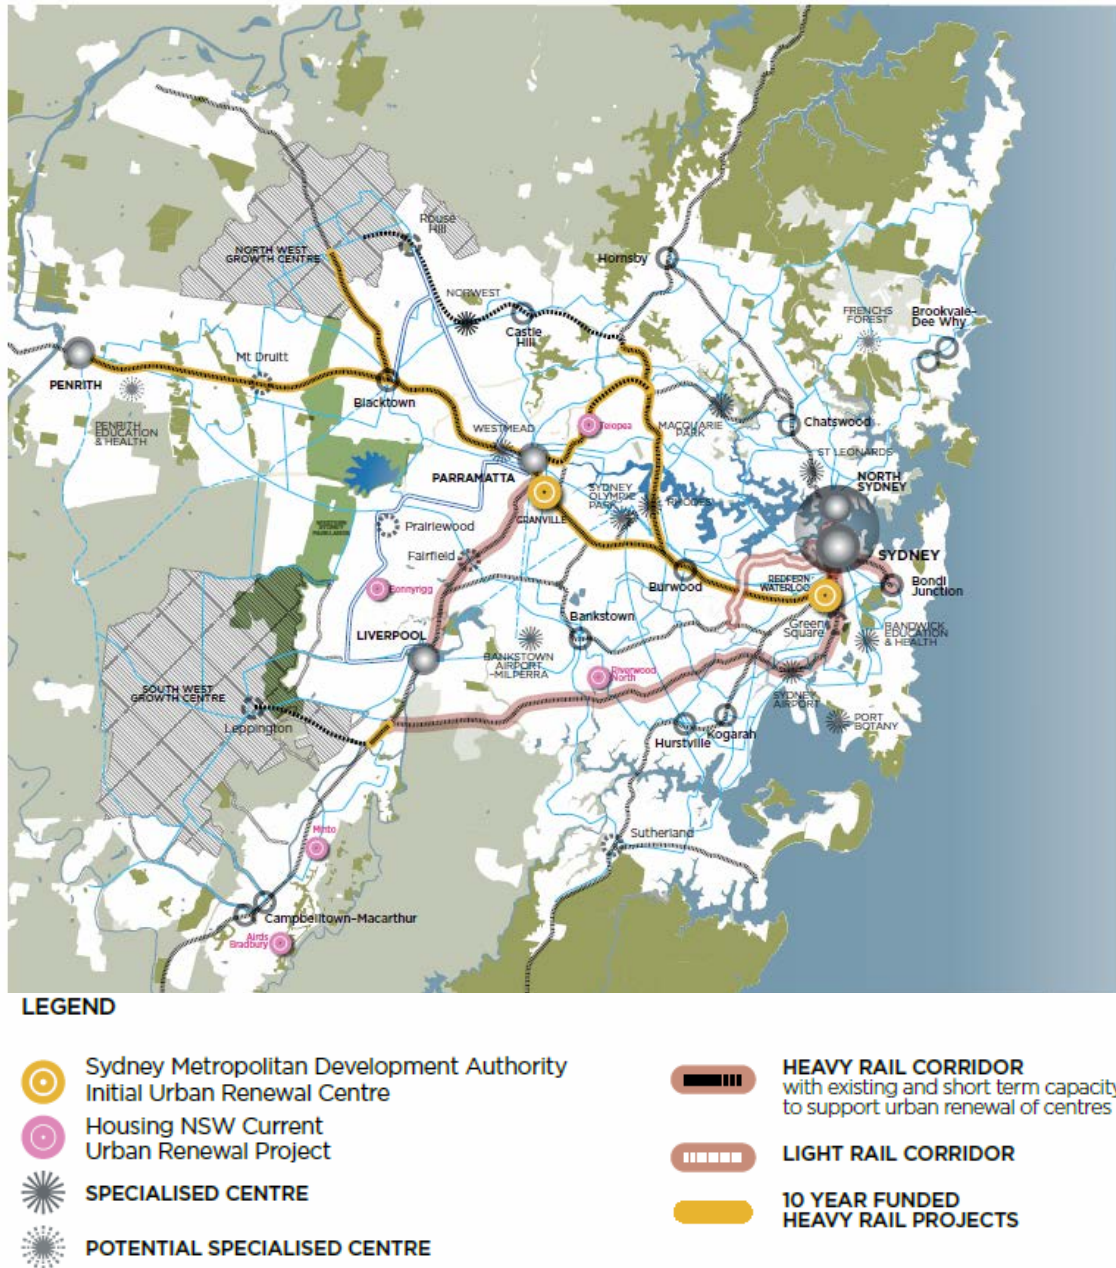 Rouse
Hill
NORTH WEST
GROWTH CENTRE
Hornsby
NORWEST
FRENCHS
FOREST
Brookvale-
Dee Why
Castle
Hill
Mt Druitt
PENRITH
Blacktown
PENRITH
EDUCATION
& HEALTH
WESTMEAD
Telopea
MACQUARIE
PARK
Chatswood
ST LEONARDS
PARRAMATTA
SYDNEY
OLYMPIC
PARK
RHODES
NORTH
SYDNEY
GRANVILLE
WESTERN
SYDNEY
PARKLANDS
Prairiewood
Fairfield
SYDNEY
Burwood
REDFERN
WATERLOO
Bondi
Junction
Bonnyrigg
Bankstown
Green
Square
RANDWICK
EDUCATION
& HEALTH
LIVERPOOL
BANKSTOWN
AIRPORT
-MILPERRA
Riverwood
North
SOUTH WEST
GROWTH CENTRE
SYDNEY
AIRPORT
Leppington
PORT
BOTANY
Hurstville
Kogarah
Minto
Sutherland
Campbelltown-Macarthur
Airds
Bradbury
LEGEND
Sydney Metropolitan Development Authority
Initial Urban Renewal Centre
Housing NSW Current
Urban Renewal Project
SPECIALISED CENTRE
POTENTIAL SPECIALISED CENTRE
HEAVY RAIL CORRIDOR
with existing and short term capacity
to support urban renewal of centres
LIGHT RAIL CORRIDOR
10 YEAR FUNDED
HEAVY RAIL PROJECTS